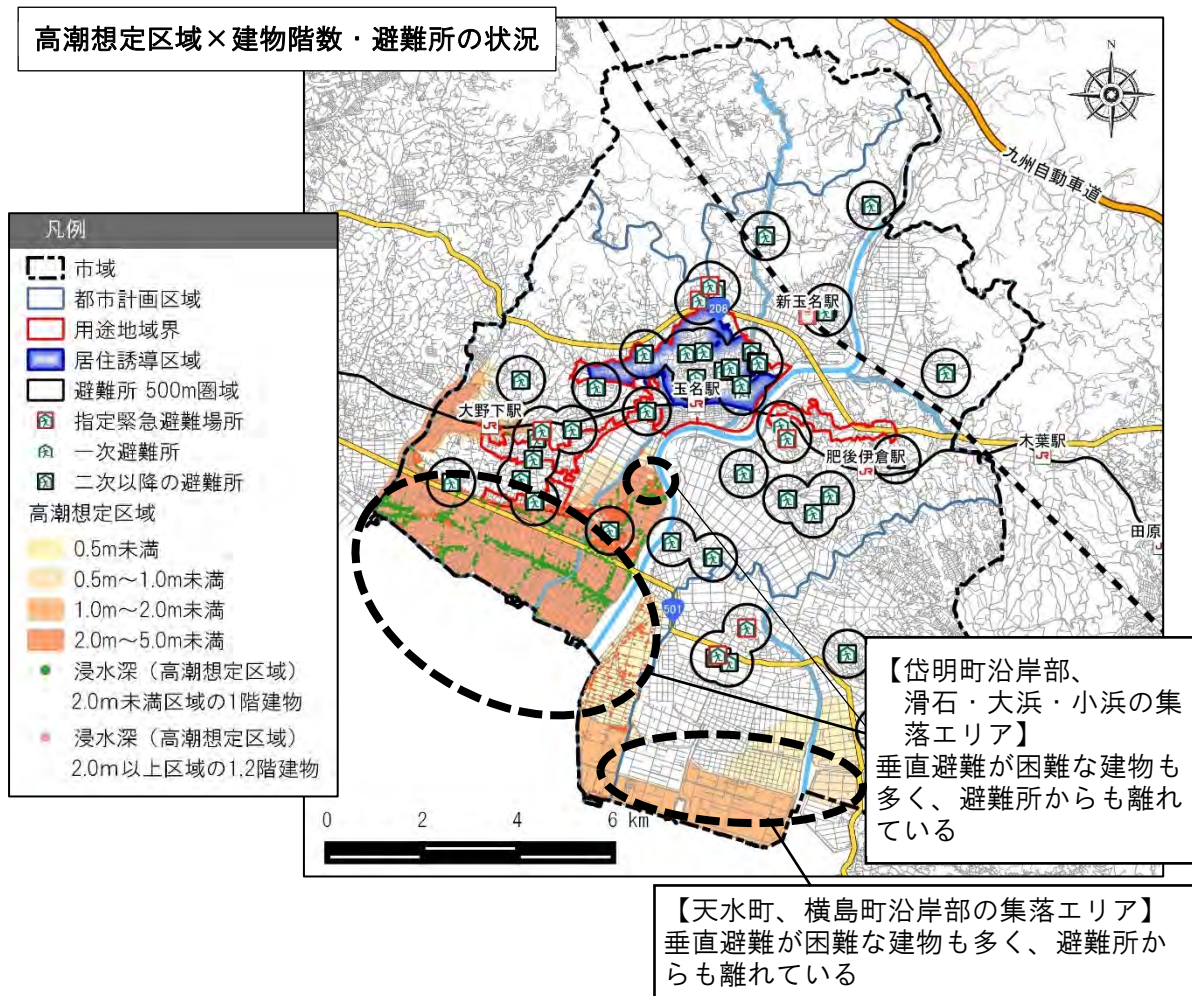 高潮想定区域×建物階数・避難所の状況
N
九州自動車道
新玉名駅
208
玉名駅
JR
大野下駅
JR
肥後伊倉駅
JR
木葉駅
JR
田原
501
凡例
市域
都市計画区域
用途地域界
居住誘導区域
避難所 500m圏域
指定緊急避難場所
一次避難所
二次以降の避難所
高潮想定区域
0.5m未満
0.5m～1.0m未満
1.0m～2.0m未満
2.0m～5.0m未満
浸水深（高潮想定区域）
2.0m未満区域の1階建物
浸水深（高潮想定区域）
2.0m以上区域の1.2階建物
0 2 4 6 km
【岱明町沿岸部、
滑石・大浜・小浜の集
落エリア】
垂直避難が困難な建物も
多く、避難所からも離れ
ている
【天水町、横島町沿岸部の集落エリア】
垂直避難が困難な建物も多く、避難所か
らも離れている